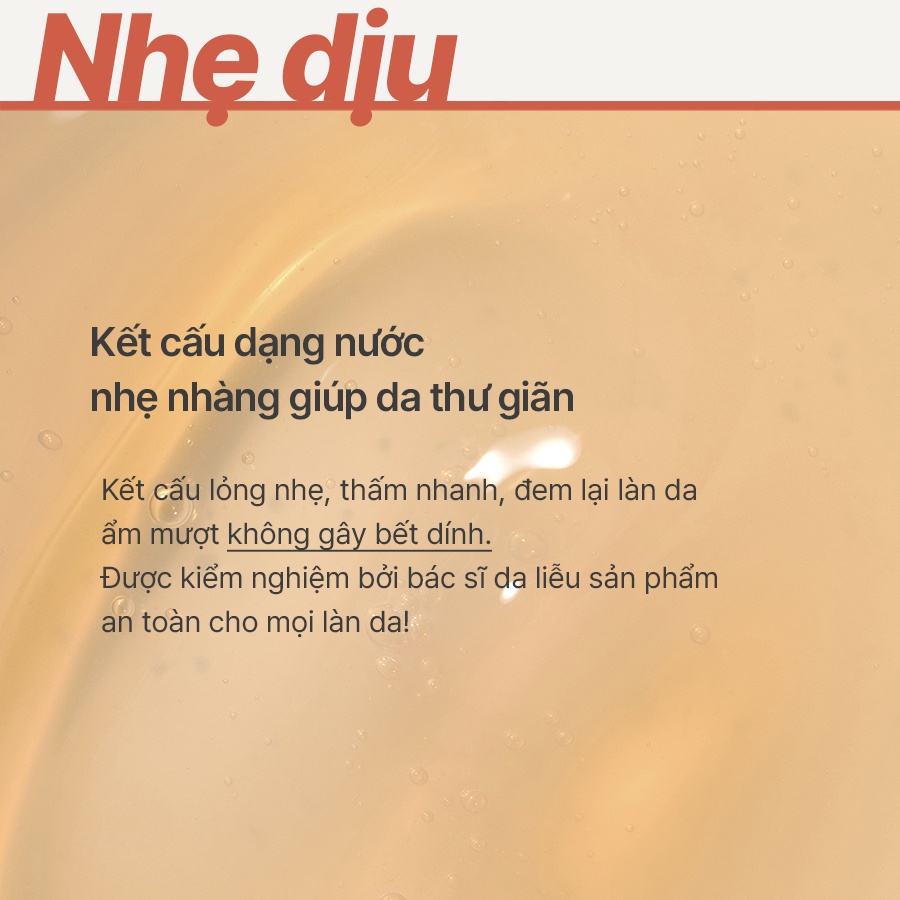 Nhẹ dịu
Kết cấu dạng nước
nhẹ nhàng giúp da thư giãn
Kết cấu lỏng nhẹ, thấm nhanh, đem lại làn da
ẩm mượt không gây bết dính.
Được kiểm nghiệm bởi bác sĩ da liễu sản phẩm
an toàn cho mọi làn da!